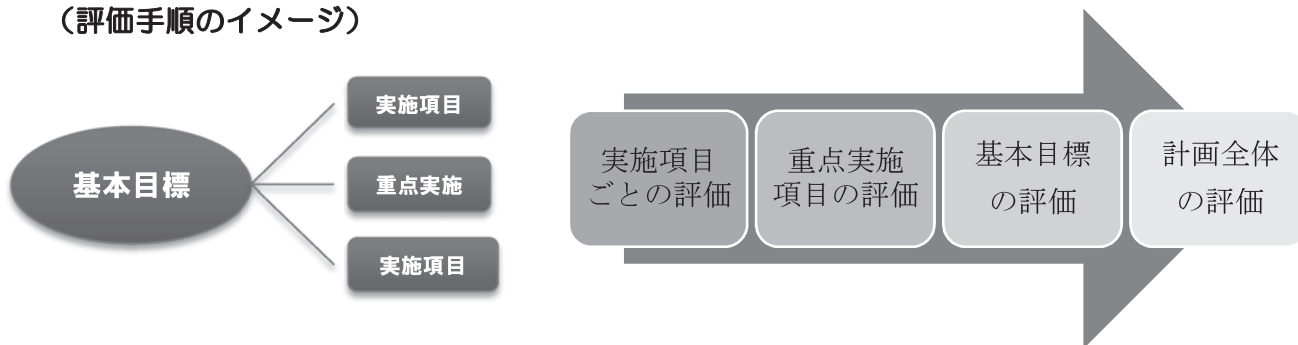 （評価手順のイメージ）
基本目標
実施項目
重点実施
実施項目
実施項目
ごとの評価
重点実施
項目の評価
基本目標
の評価
計画全体
の評価